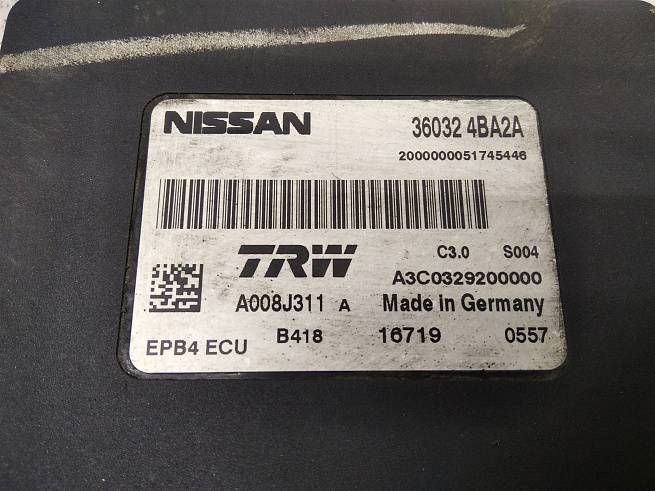 NISSAN 36032 4BA2A
2000000051745446
TRW C3.0 S004
A3C0329200000
A008J311 A Made in Germany
EPB4 ECU B418 16719 0557